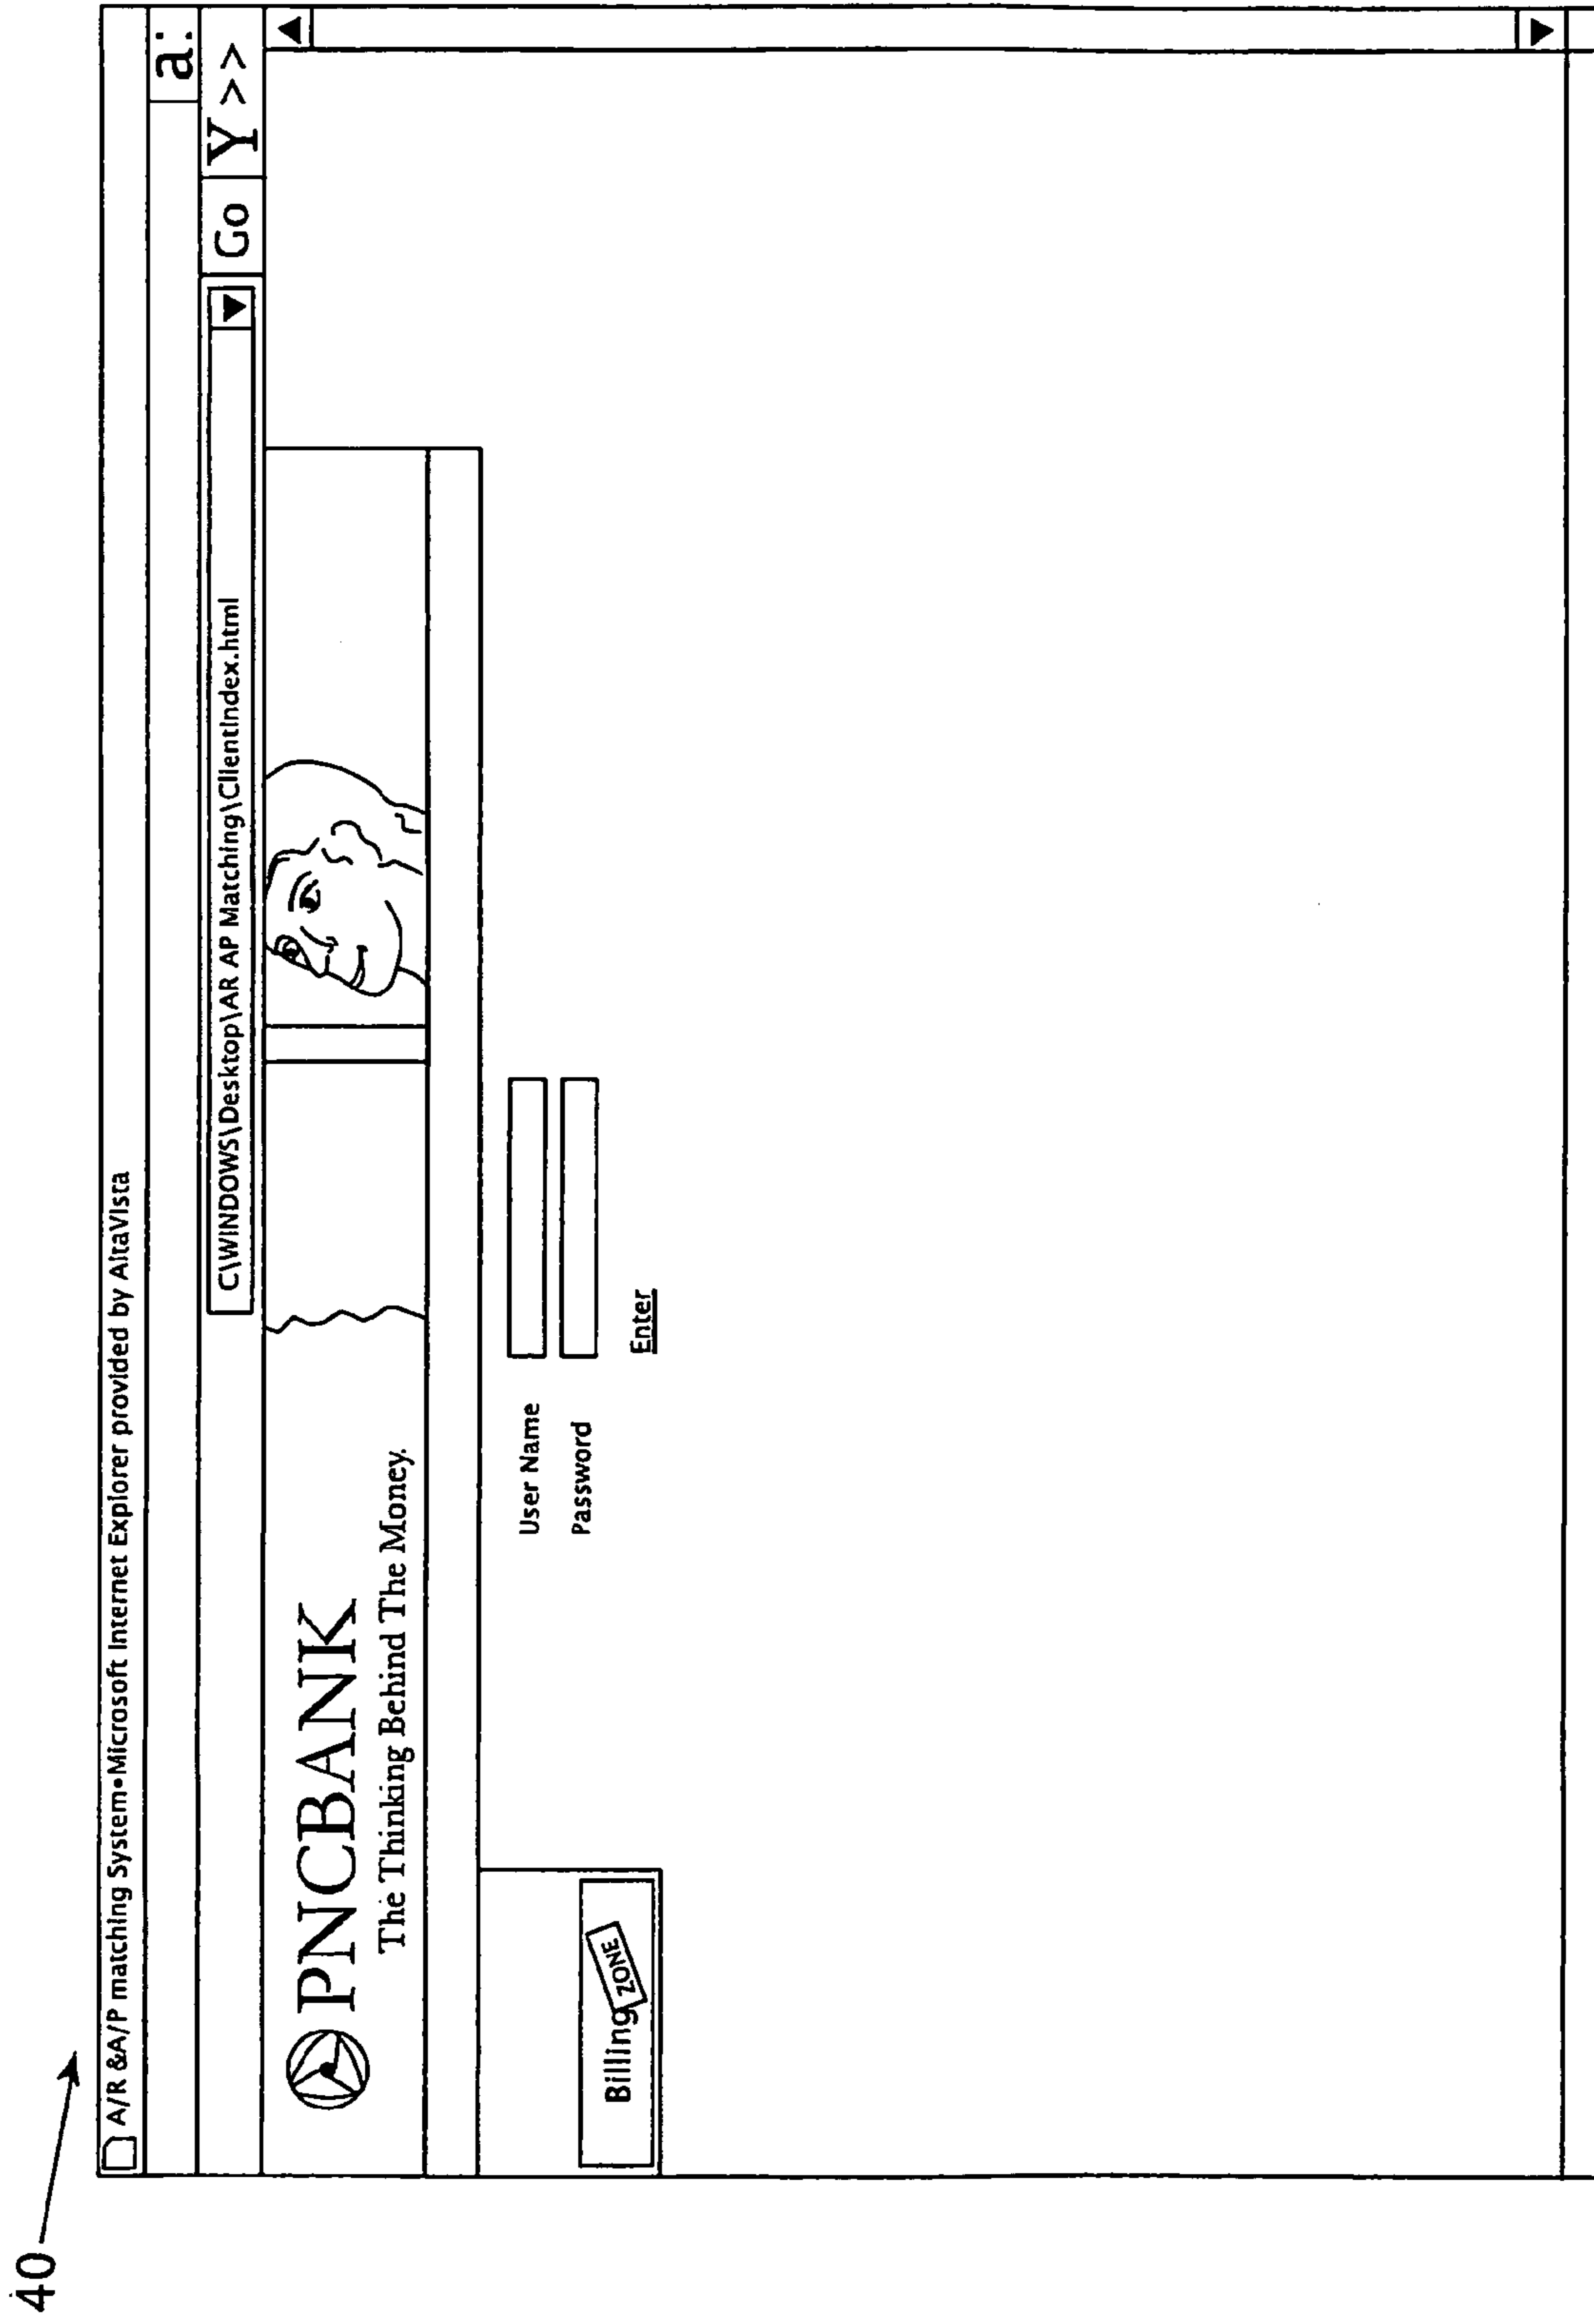 40
A/R &A/P matching System•Microsoft Internet Explorer provided by AltaVista
a:
C\WINDOWS\Desktop\AR AP Matching\ClientIndex.html
Go
Y >>
PNCBANK
The Thinking Behind The Money.
User Name
Password
Billing ZONE
Enter